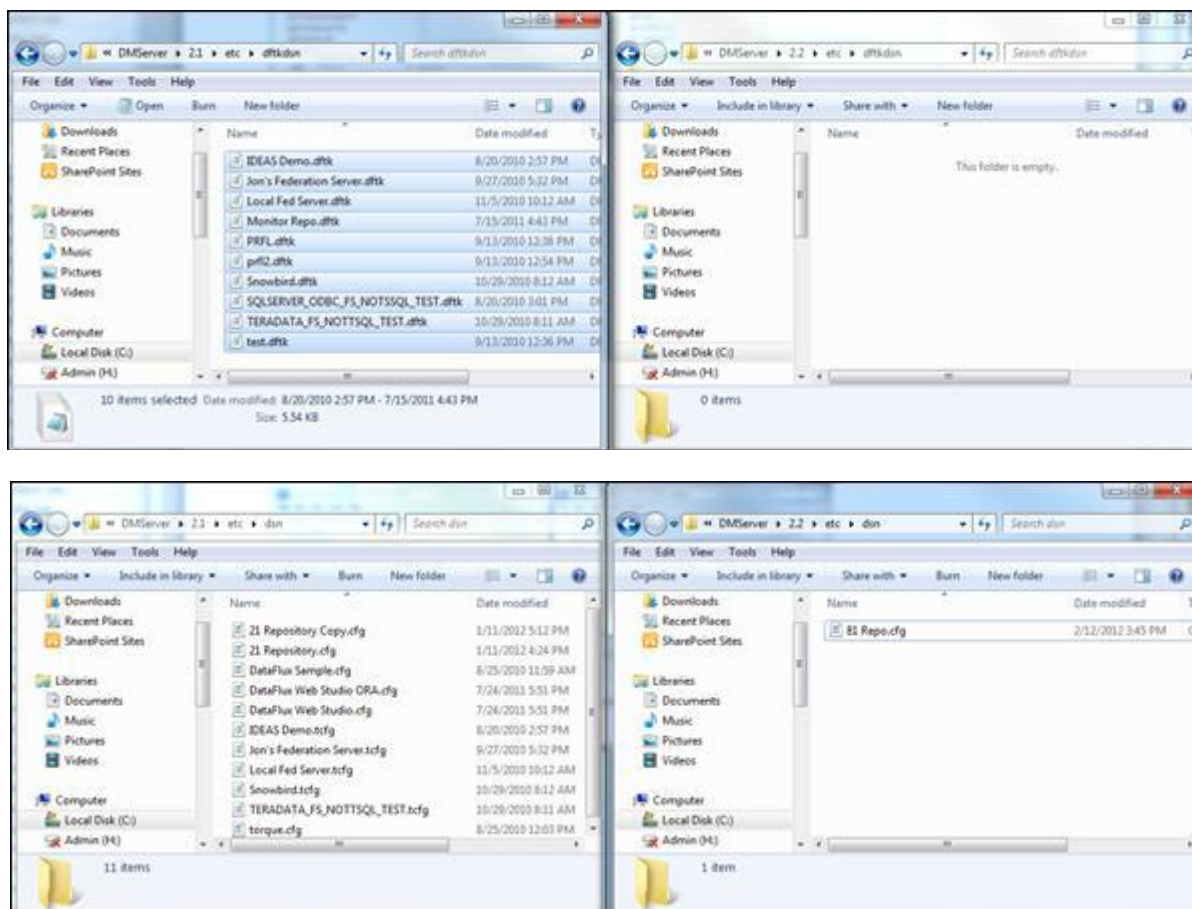 « DMServer ▸ 2.1 ▸ etc ▸ dftkdsn
Search dftkdsn
File Edit View Tools Help
Organize Open Burn New folder
Downloads
Recent Places
SharePoint Sites
Libraries
Documents
Music
Pictures
Videos
Computer
Local Disk (C:)
Admin (H:)
Name Date modified
IDEAS Demo.dftk 8/20/2010 2:57 PM
Jon's Federation Server.dftk 9/27/2010 5:32 PM
Local Fed Server.dftk 11/5/2010 10:12 AM
Monitor Repo.dftk 7/15/2011 4:43 PM
PRFL.dftk 9/13/2010 12:38 PM
prfl2.dftk 9/13/2010 12:54 PM
Snowbird.dftk 10/29/2010 8:12 AM
SQLSERVER_ODBC_FS_NOTSSQL_TEST.dftk 8/20/2010 3:01 PM
TERADATA_FS_NOTTSQL_TEST.dftk 10/29/2010 8:11 AM
test.dftk 9/13/2010 12:36 PM
10 items selected Date modified: 8/20/2010 2:57 PM - 7/15/2011 4:43 PM
Size: 5.54 KB
« DMServer ▸ 2.2 ▸ etc ▸ dftkdsn
Search dftkdsn
File Edit View Tools Help
Organize Include in library Share with New folder
Downloads
Recent Places
SharePoint Sites
Libraries
Documents
Music
Pictures
Videos
Computer
Local Disk (C:)
Admin (H:)
Name Date modified
This folder is empty.
0 items
« DMServer ▸ 2.1 ▸ etc ▸ dsn
Search dsn
File Edit View Tools Help
Organize Include in library Share with Burn New folder
Downloads
Recent Places
SharePoint Sites
Libraries
Documents
Music
Pictures
Videos
Computer
Local Disk (C:)
Admin (H:)
Name Date modified
21 Repository Copy.cfg 1/11/2012 5:12 PM
21 Repository.cfg 1/11/2012 4:24 PM
DataFlux Sample.cfg 8/25/2010 11:59 AM
DataFlux Web Studio ORA.cfg 7/24/2011 5:51 PM
DataFlux Web Studio.cfg 7/24/2011 5:51 PM
IDEAS Demo.tcfg 8/20/2010 2:57 PM
Jon's Federation Server.tcfg 9/27/2010 5:32 PM
Local Fed Server.tcfg 11/5/2010 10:12 AM
Snowbird.tcfg 10/29/2010 8:12 AM
TERADATA_FS_NOTTSQL_TEST.tcfg 10/29/2010 8:11 AM
torque.cfg 8/25/2010 12:03 PM
11 items
« DMServer ▸ 2.2 ▸ etc ▸ dsn
Search dsn
File Edit View Tools Help
Organize Include in library Share with Burn New folder
Downloads
Recent Places
SharePoint Sites
Libraries
Documents
Music
Pictures
Videos
Computer
Local Disk (C:)
Admin (H:)
Name Date modified
81 Repo.cfg 2/12/2012 3:45 PM
1 item